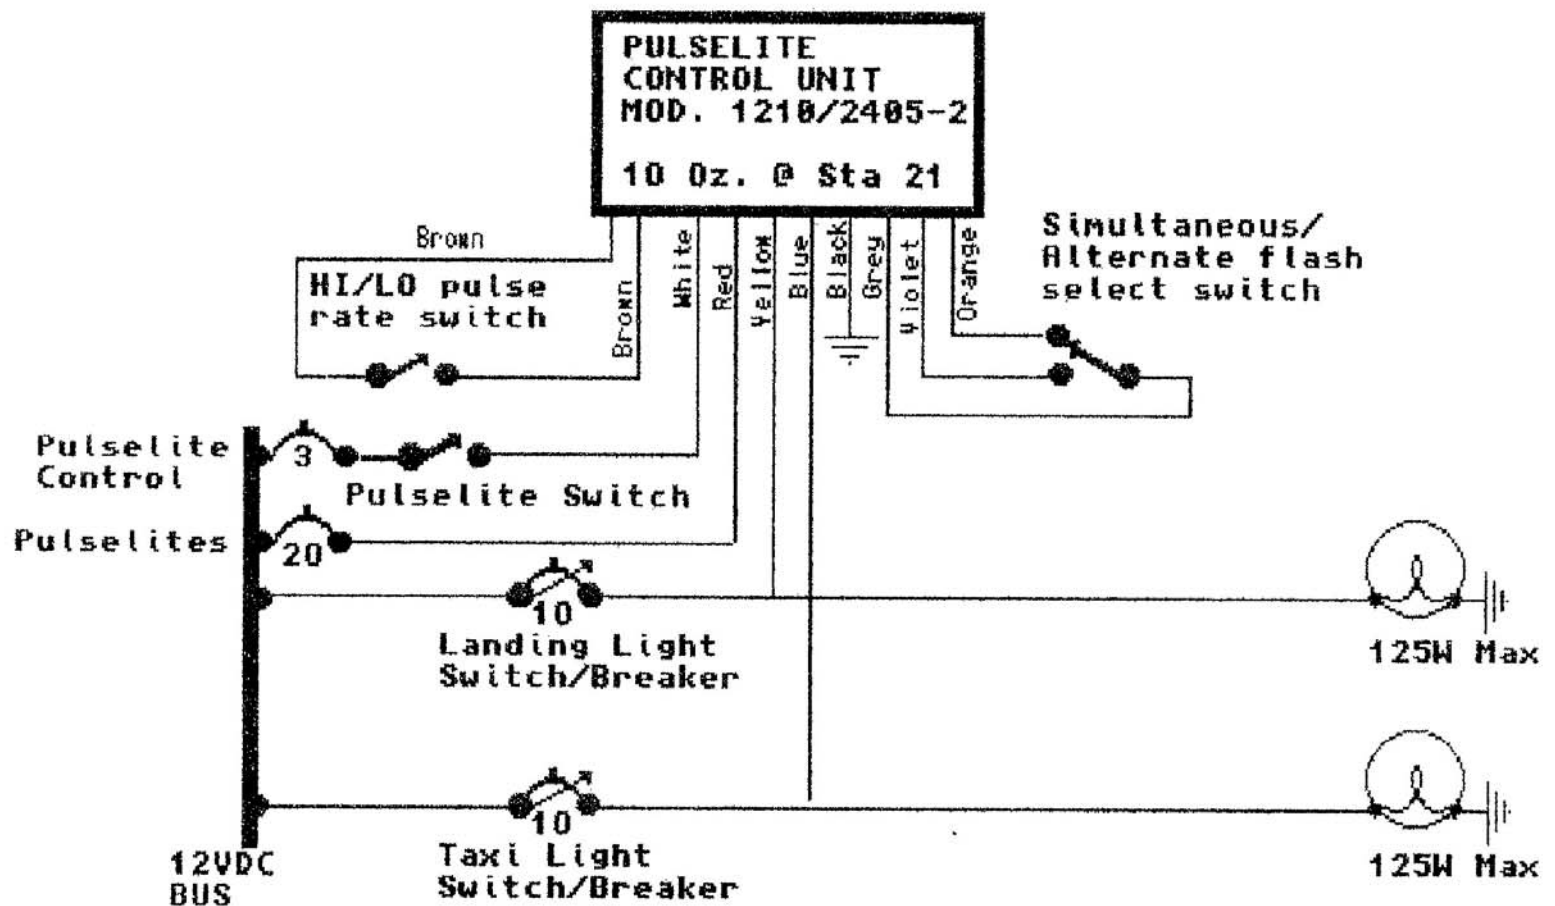 PULSELITE
CONTROL UNIT
MOD. 1210/2405-2
10 Oz. @ Sta 21
Brown
HI/LO pulse
rate switch
Brown
White
Red
Yellow
Blue
Black
Grey
Violet
Orange
Simultaneous/
Alternate flash
select switch
Pulselite
Control
3
Pulselite Switch
Pulselites
20
10
Landing Light
Switch/Breaker
125W Max
10
Taxi Light
Switch/Breaker
125W Max
12VDC
BUS